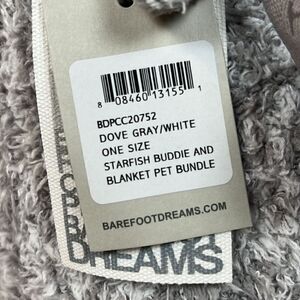 8 08460 13155 1
BDPCC20752
DOVE GRAY/WHITE
ONE SIZE
STARFISH BUDDIE AND
BLANKET PET BUNDLE
BAREFOOTDREAMS.COM
DREAMS